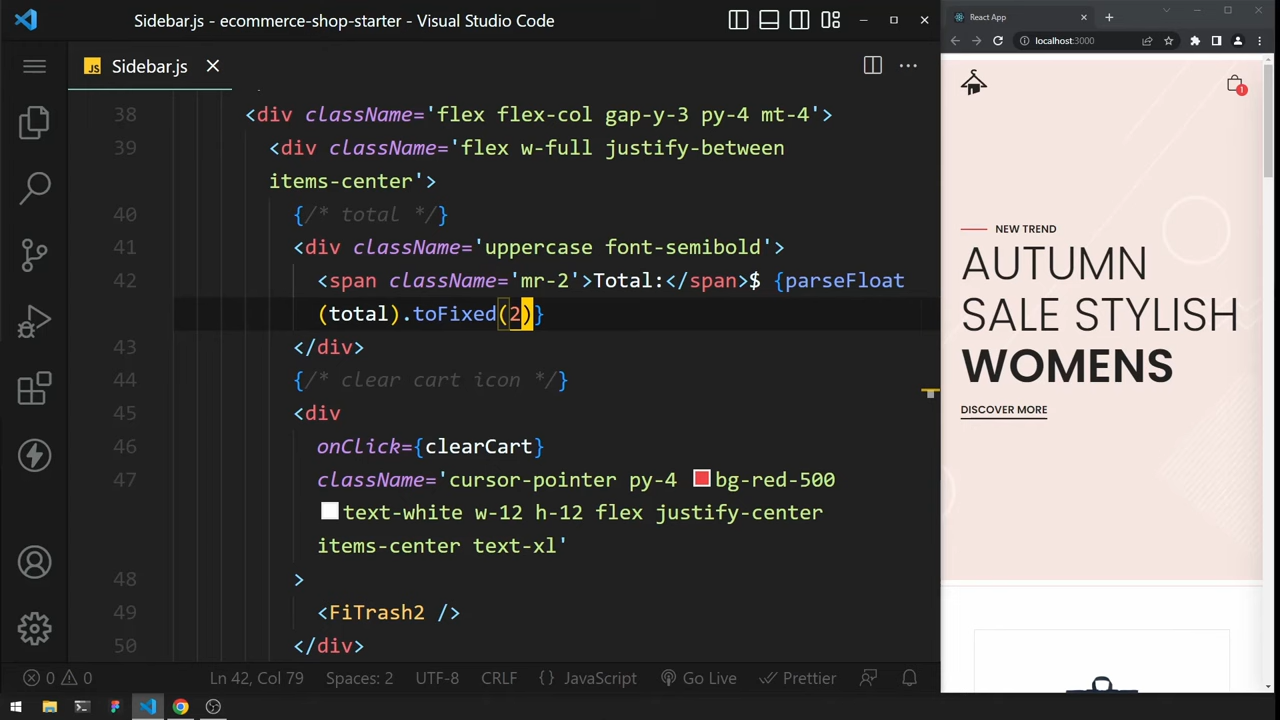 Sidebar.js - ecommerce-shop-starter - Visual Studio Code
JS Sidebar.js
38 <div className='flex flex-col gap-y-3 py-4 mt-4'>
39 <div className='flex w-full justify-between
items-center'>
40 {/* total */}
41 <div className='uppercase font-semibold'>
42 <span className='mr-2'>Total:</span>$ {parseFloat
(total).toFixed(2)}
43 </div>
44 {/* clear cart icon */}
45 <div
46 onClick={clearCart}
47 className='cursor-pointer py-4 bg-red-500
text-white w-12 h-12 flex justify-center
items-center text-xl'
48 >
49 <FiTrash2 />
50 </div>
0 0 Ln 42, Col 79 Spaces: 2 UTF-8 CRLF {} JavaScript Go Live Prettier
React App
localhost:3000
1
NEW TREND
AUTUMN
SALE STYLISH
WOMENS
DISCOVER MORE